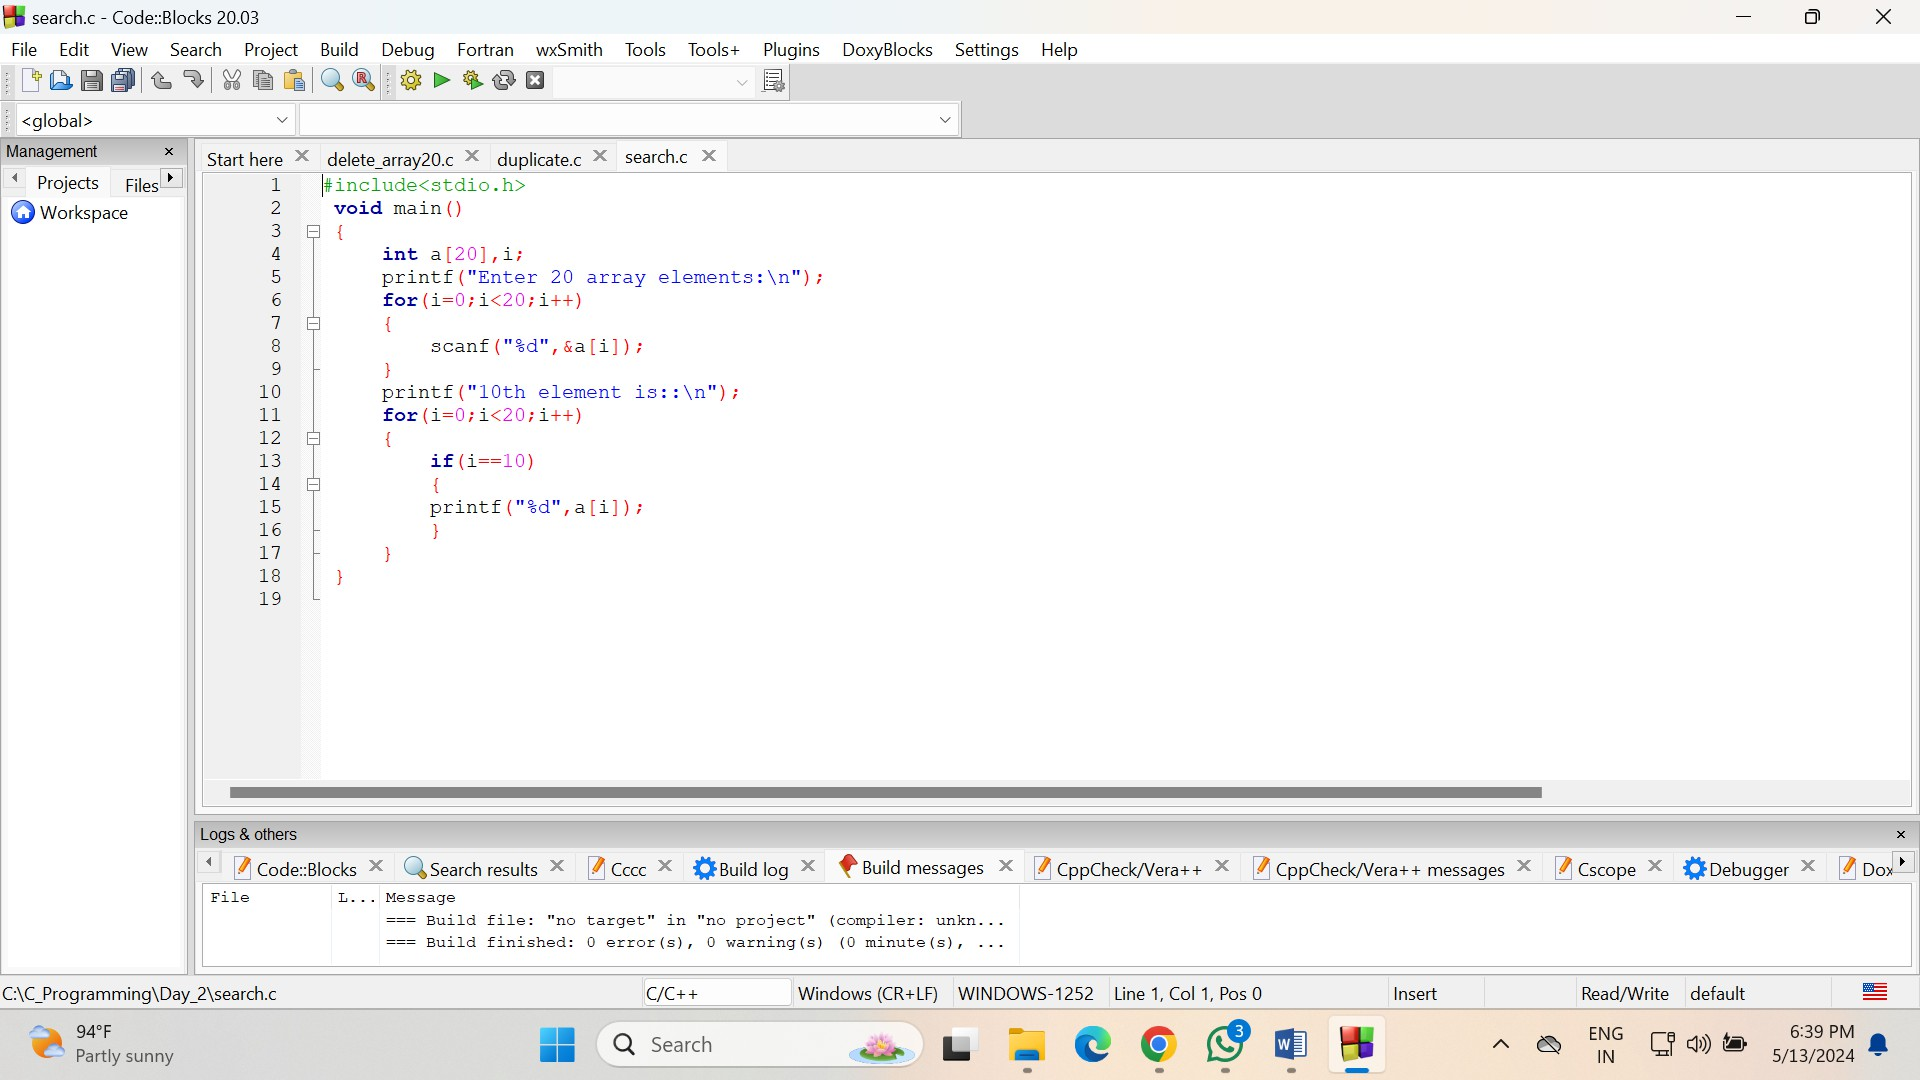 search.c - Code::Blocks 20.03
File Edit View Search Project Build Debug Fortran wxSmith Tools Tools+ Plugins DoxyBlocks Settings Help
<global>
Management
Projects Files
Workspace
Start here delete_array20.c duplicate.c search.c
1 #include<stdio.h>
2 void main()
3 {
4 int a[20],i;
5 printf("Enter 20 array elements:\n");
6 for(i=0;i<20;i++)
7 {
8 scanf("%d",&a[i]);
9 }
10 printf("10th element is::\n");
11 for(i=0;i<20;i++)
12 {
13 if(i==10)
14 {
15 printf("%d",a[i]);
16 }
17 }
18 }
19
Logs & others
Code::Blocks Search results Cccc Build log Build messages CppCheck/Vera++ CppCheck/Vera++ messages Cscope Debugger Dox
File L... Message
=== Build file: "no target" in "no project" (compiler: unkn...
=== Build finished: 0 error(s), 0 warning(s) (0 minute(s), ...
C:\C_Programming\Day_2\search.c C/C++ Windows (CR+LF) WINDOWS-1252 Line 1, Col 1, Pos 0 Insert Read/Write default
94°F
Partly sunny
Search
3
ENG
IN
6:39 PM
5/13/2024